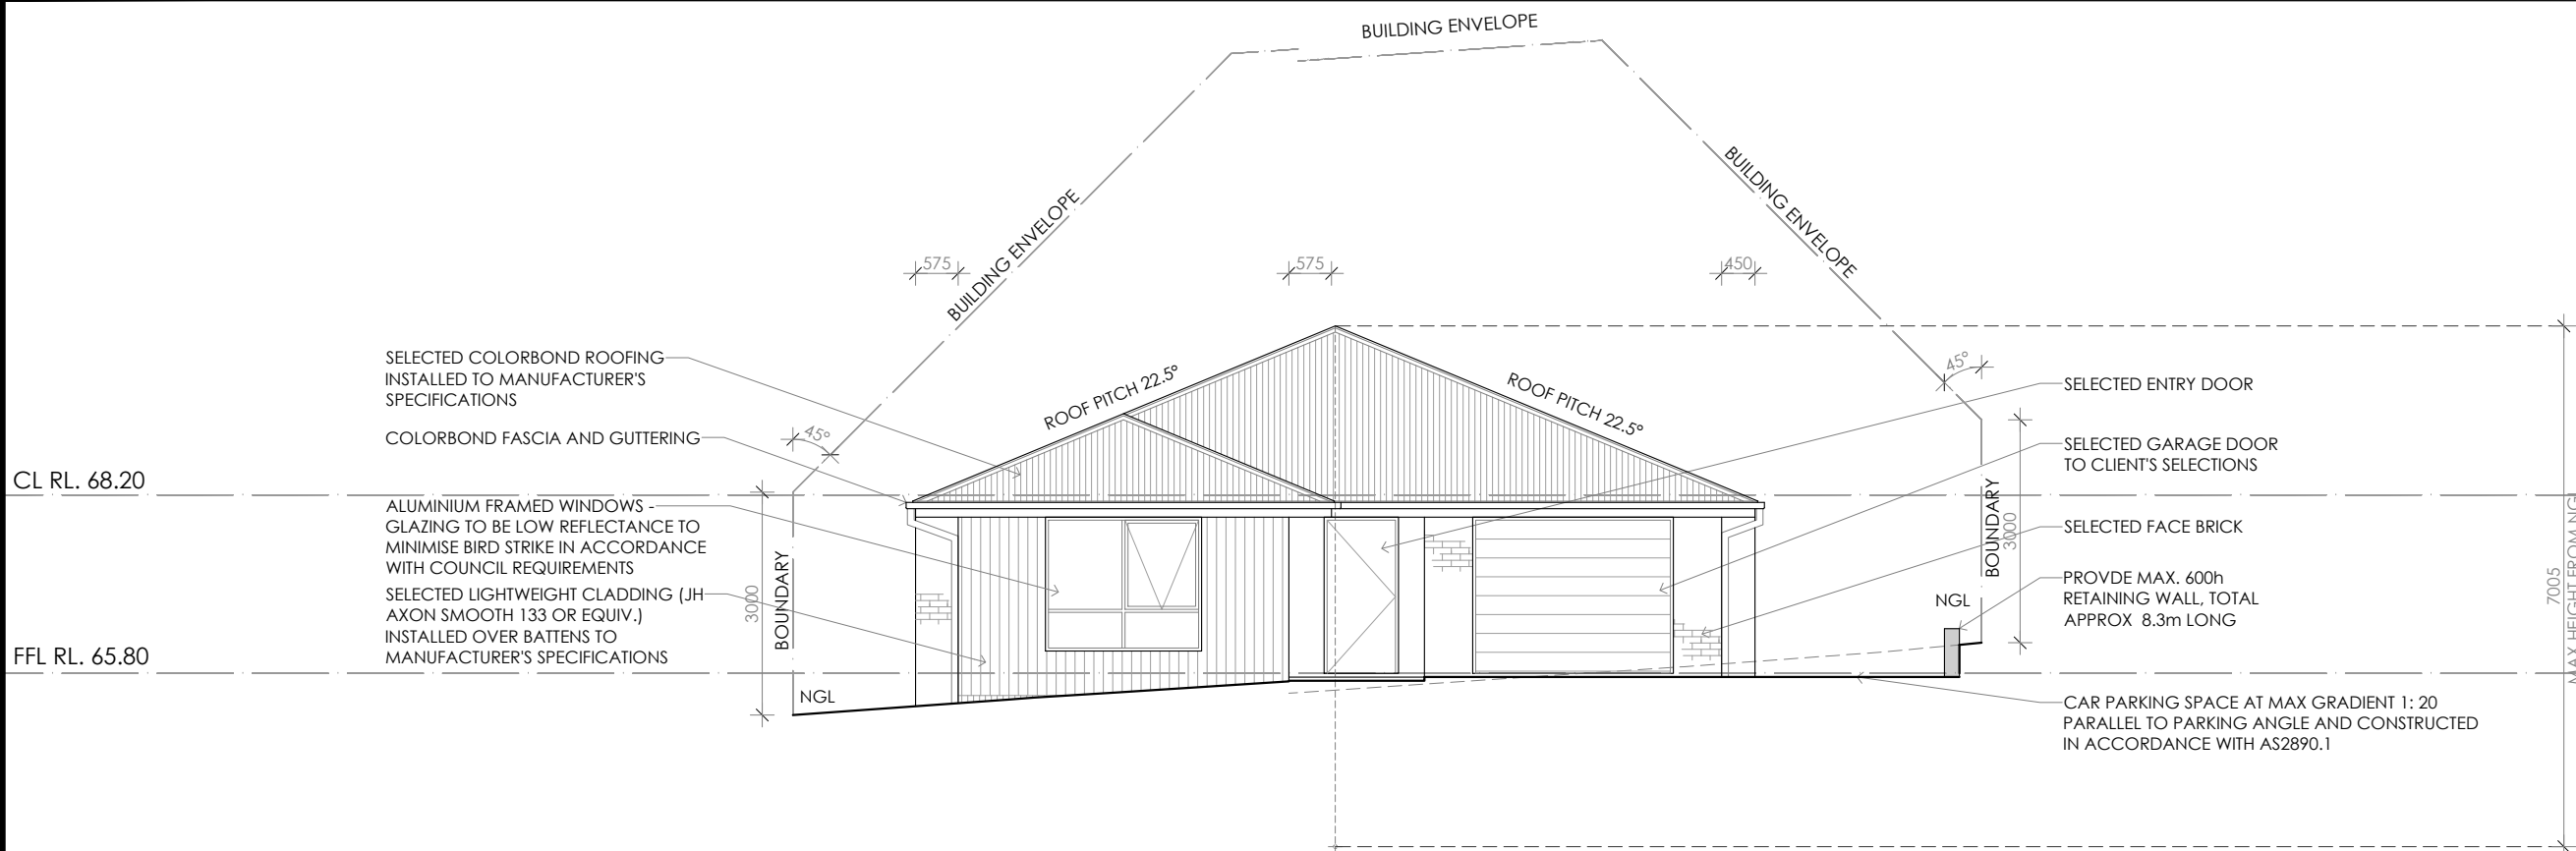 BUILDING ENVELOPE
BUILDING ENVELOPE
BUILDING ENVELOPE
575
575
450
SELECTED COLORBOND ROOFING
INSTALLED TO MANUFACTURER'S
SPECIFICATIONS
COLORBOND FASCIA AND GUTTERING
CL RL. 68.20
ALUMINIUM FRAMED WINDOWS -
GLAZING TO BE LOW REFLECTANCE TO
MINIMISE BIRD STRIKE IN ACCORDANCE
WITH COUNCIL REQUIREMENTS
SELECTED LIGHTWEIGHT CLADDING (JH
AXON SMOOTH 133 OR EQUIV.)
INSTALLED OVER BATTENS TO
MANUFACTURER'S SPECIFICATIONS
FFL RL. 65.80
45°
3000
BOUNDARY
NGL
ROOF PITCH 22.5°
ROOF PITCH 22.5°
45°
BOUNDARY
3000
NGL
SELECTED ENTRY DOOR
SELECTED GARAGE DOOR
TO CLIENT'S SELECTIONS
SELECTED FACE BRICK
PROVDE MAX. 600h
RETAINING WALL, TOTAL
APPROX 8.3m LONG
CAR PARKING SPACE AT MAX GRADIENT 1: 20
PARALLEL TO PARKING ANGLE AND CONSTRUCTED
IN ACCORDANCE WITH AS2890.1
7005
MAX HEIGHT FROM NGL